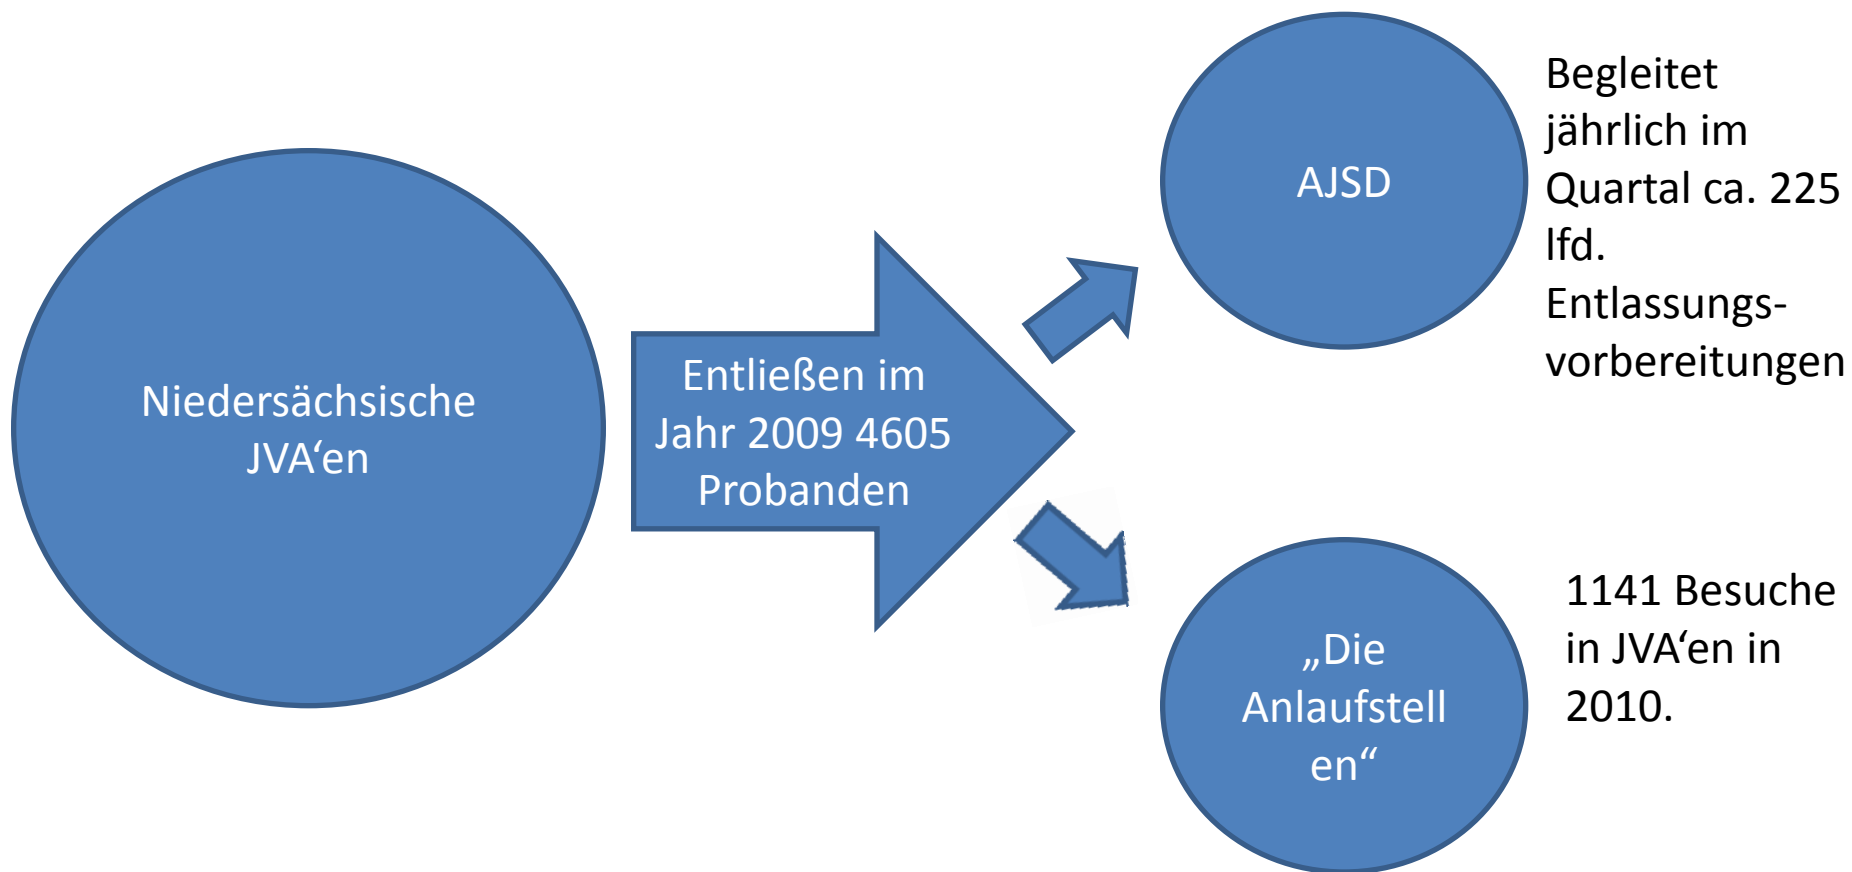 Niedersächsische
JVA‘en
Entließen im
Jahr 2009 4605
Probanden
AJSD
Begleitet
jährlich im
Quartal ca. 225
lfd.
Entlassungs-
vorbereitungen
„Die
Anlaufstell
en“
1141 Besuche
in JVA‘en in
2010.